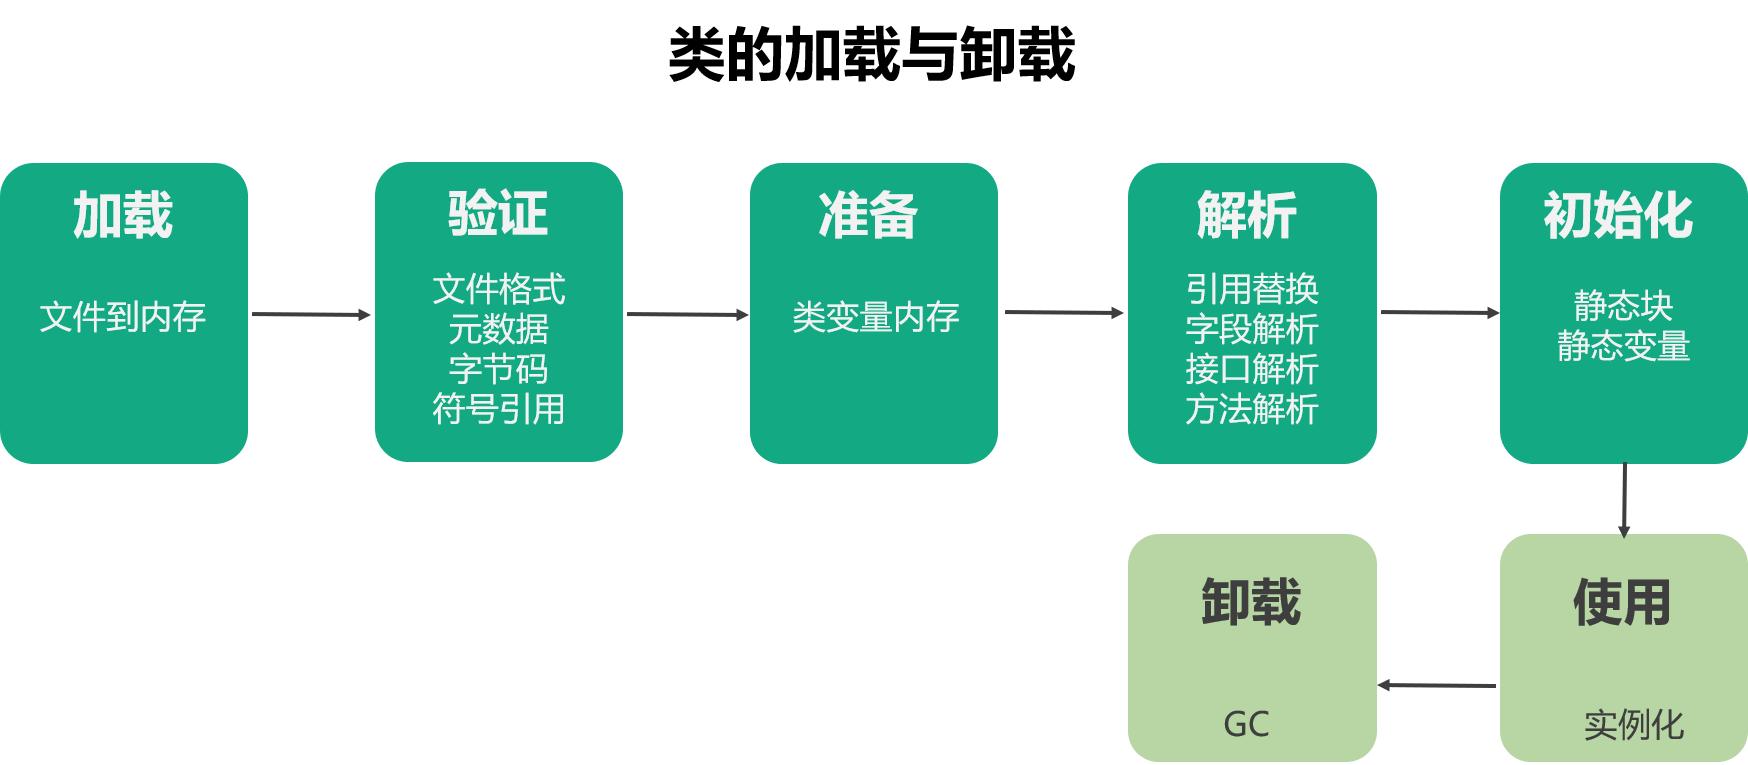 类的加载与卸载
加载
文件到内存
验证
文件格式
元数据
字节码
符号引用
准备
类变量内存
解析
引用替换
字段解析
接口解析
方法解析
初始化
静态块
静态变量
使用
实例化
卸载
GC